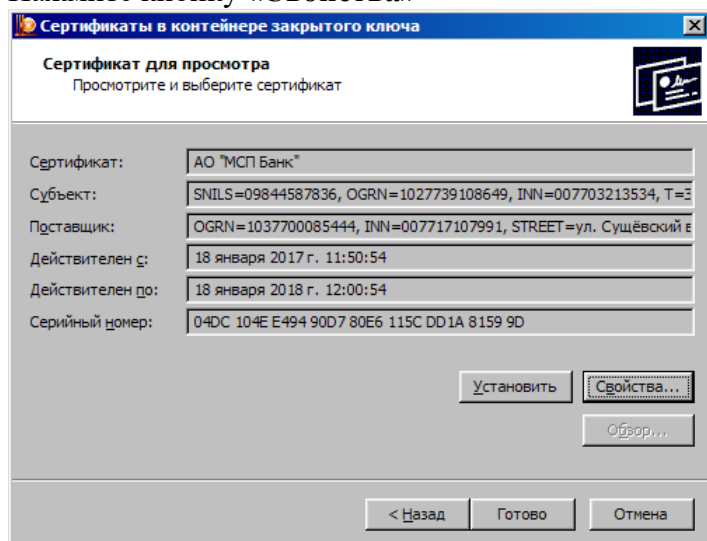 Нажмите кнопку «Свойства»
Сертификаты в контейнере закрытого ключа
Сертификат для просмотра
Просмотрите и выберите сертификат
Сертификат: АО "МСП Банк"
Субъект: SNILS=09844587836, OGRN=1027739108649, INN=007703213534, T=
Поставщик: OGRN=1037700085444, INN=007717107991, STREET=ул. Сущёвский
Действителен с: 18 января 2017 г. 11:50:54
Действителен по: 18 января 2018 г. 12:00:54
Серийный номер: 04DC 104E E494 90D7 80E6 115C DD1A 8159 9D
Установить Свойства...
Обзор...
< Назад Готово Отмена